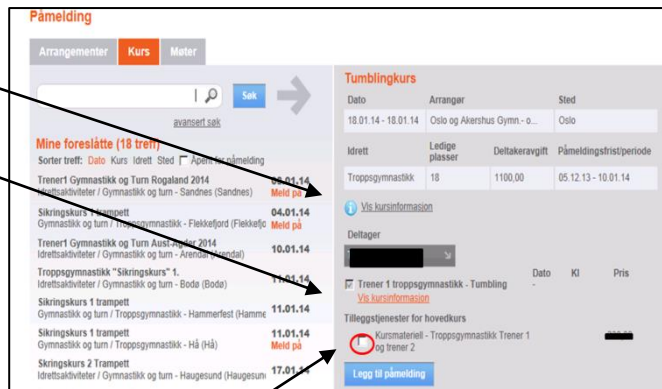 Påmelding
Arrangementer Kurs Møter
Søk
avansert søk
Mine foreslåtte (18 treff)
Sorter treff: Dato Kurs Idrett Sted Åpent for påmelding
Trener1 Gymnastikk og Turn Rogaland 2014
Idrettsaktiviteter / Gymnastikk og turn - Sandnes (Sandnes) Meld på
Sikringskurs 1 trampett 04.01.14
Gymnastikk og turn / Troppsgymnastikk - Flekkefjord (Flekkefjo Meld på
Trener1 Gymnastikk og Turn Aust-Agder 2014 10.01.14
Idrettsaktiviteter / Gymnastikk og turn - Arendal (Arendal)
Troppsgymnastikk "Sikringskurs" 1. 11.01.14
Idrettsaktiviteter / Gymnastikk og turn - Bodø (Bodø)
Sikringskurs 1 trampett 11.01.14
Gymnastikk og turn / Troppsgymnastikk - Hammerfest (Hamme
Sikringskurs 1 trampett 11.01.14
Gymnastikk og turn / Troppsgymnastikk - Hå (Hå) Meld på
Skringskurs 2 Trampett 17.01.14
Idrettsaktiviteter / Gymnastikk og turn - Haugesund (Haugesun
Tumblingkurs
Dato Arrangør Sted
18.01.14 - 18.01.14 Oslo og Akershus Gymn.- o... Oslo
Idrett Ledige plasser Deltakeravgift Påmeldingsfrist/periode
Troppsgymnastikk 18 1100,00 05.12.13 - 10.01.14
Vis kursinformasjon
Deltager
Dato Kl Pris
Trener 1 troppsgymnastikk - Tumbling -
Vis kursinformasjon
Tilleggstjenester for hovedkurs
Kursmateriell - Troppsgymnastikk Trener 1
og trener 2
Legg til påmelding